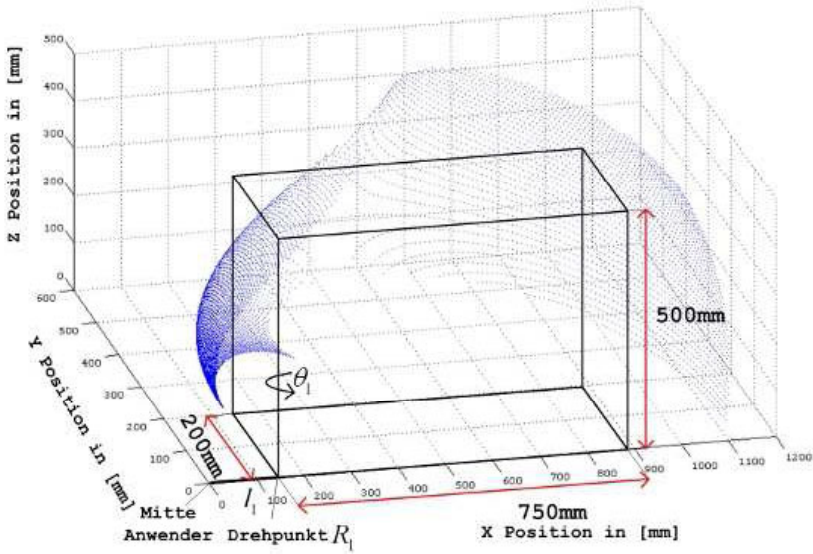 Z Position in [mm]
500
400
300
200
100
0
600
500
400
300
200
100
0
Y Position in [mm]
θ1
500mm
200mm
750mm
0
100
200
300
400
500
600
700
800
900
1000
1100
1200
l1
Mitte
Anwender Drehpunkt R1
X Position in [mm]